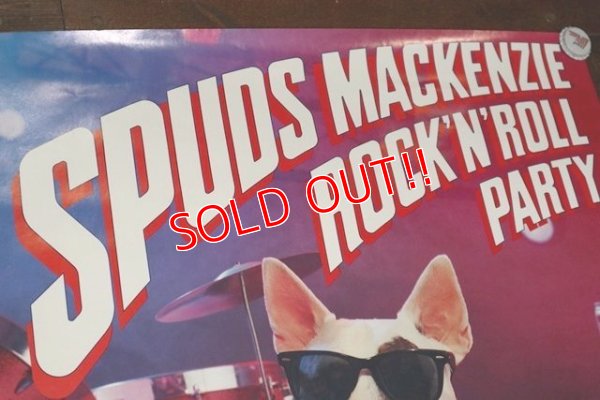 SPUDS MACKENZIE
ROCK'N'ROLL
PARTY
SOLD OUT!!